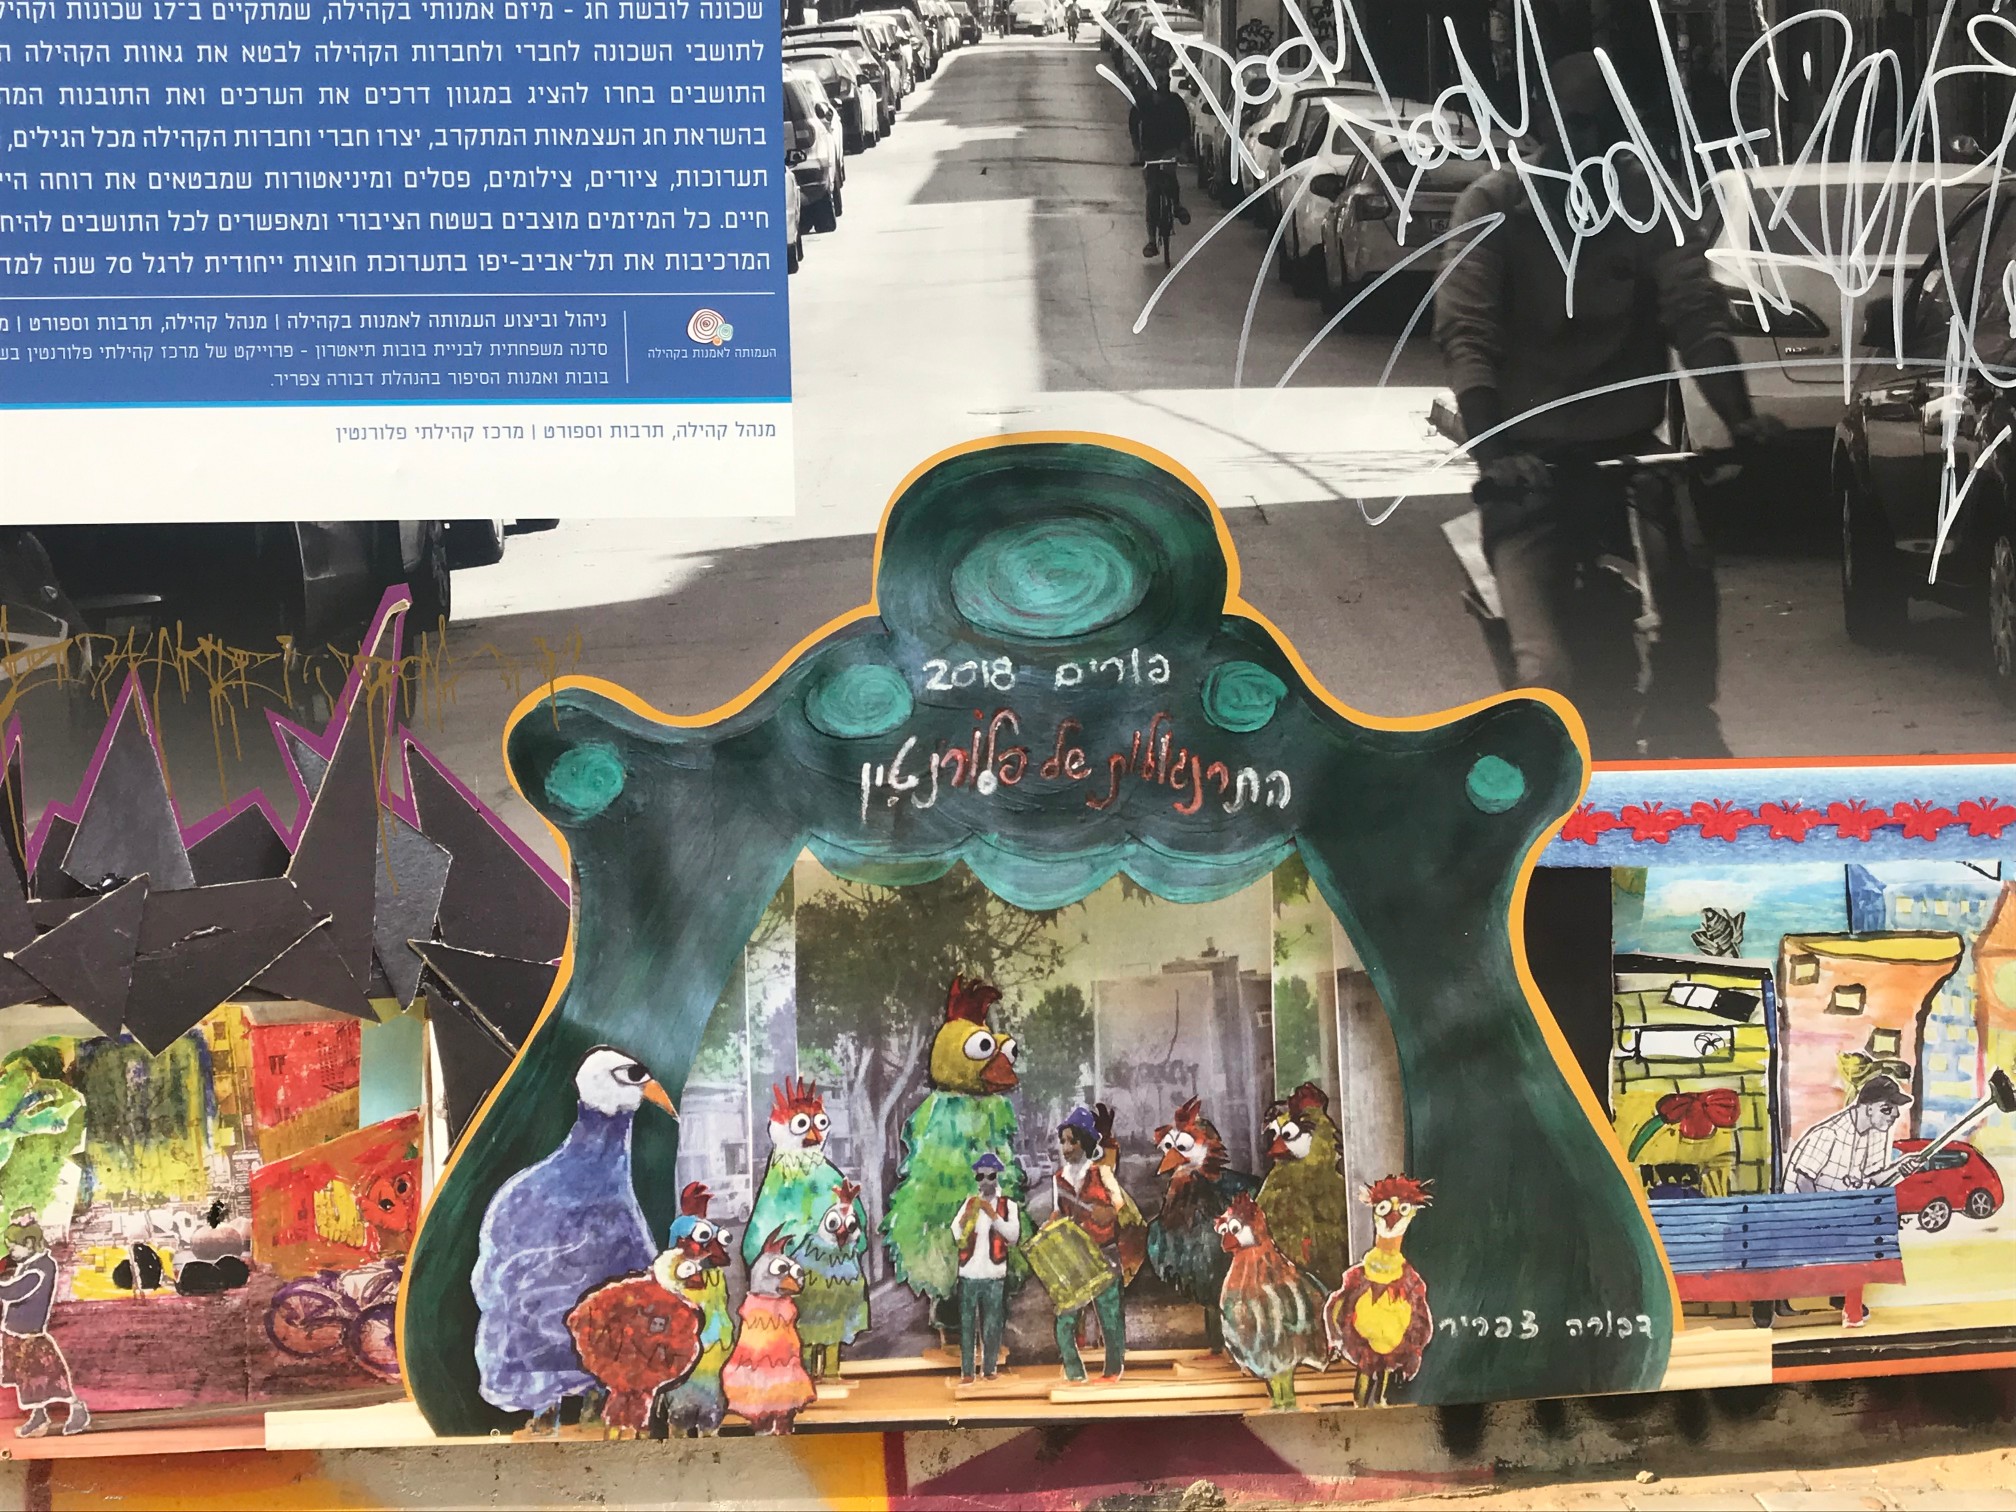 שכונה לובשת חג - מיזם אמנותי בקהילה, שמתקיים ב־17 שכונות וקהיל
לתושבי השכונה לחברי ולחברות הקהילה לבטא את גאוות הקהילה
התושבים בחרו להציג במגוון דרכים את הערכים ואת התובנות
בהשראת חג העצמאות המתקרב, יצרו חברי וחברות הקהילה מכל הגילים,
תערוכות, ציורים, צילומים, פסלים ומיניאטורות שמבטאים את רוחה
חיים. כל המיזמים מוצבים בשטח הציבורי ומאפשרים לכל התושבים
המרכיבות את תל־אביב-יפו בתערוכת חוצות ייחודית לרגל 70 שנה
העמותה לאמנות בקהילה
ניהול וביצוע העמותה לאמנות בקהילה | מנהל קהילה, תרבות וספורט |
סדנה משפחתית לבניית בובות תיאטרון - פרוייקט של מרכז קהילתי פלורנטין
בובות ואמנות הסיפור בהנהלת דבורה צפריר.
מנהל קהילה, תרבות וספורט | מרכז קהילתי פלורנטין
פורים 2018
התרנגולות של פלורנטין
דבורה צפריר